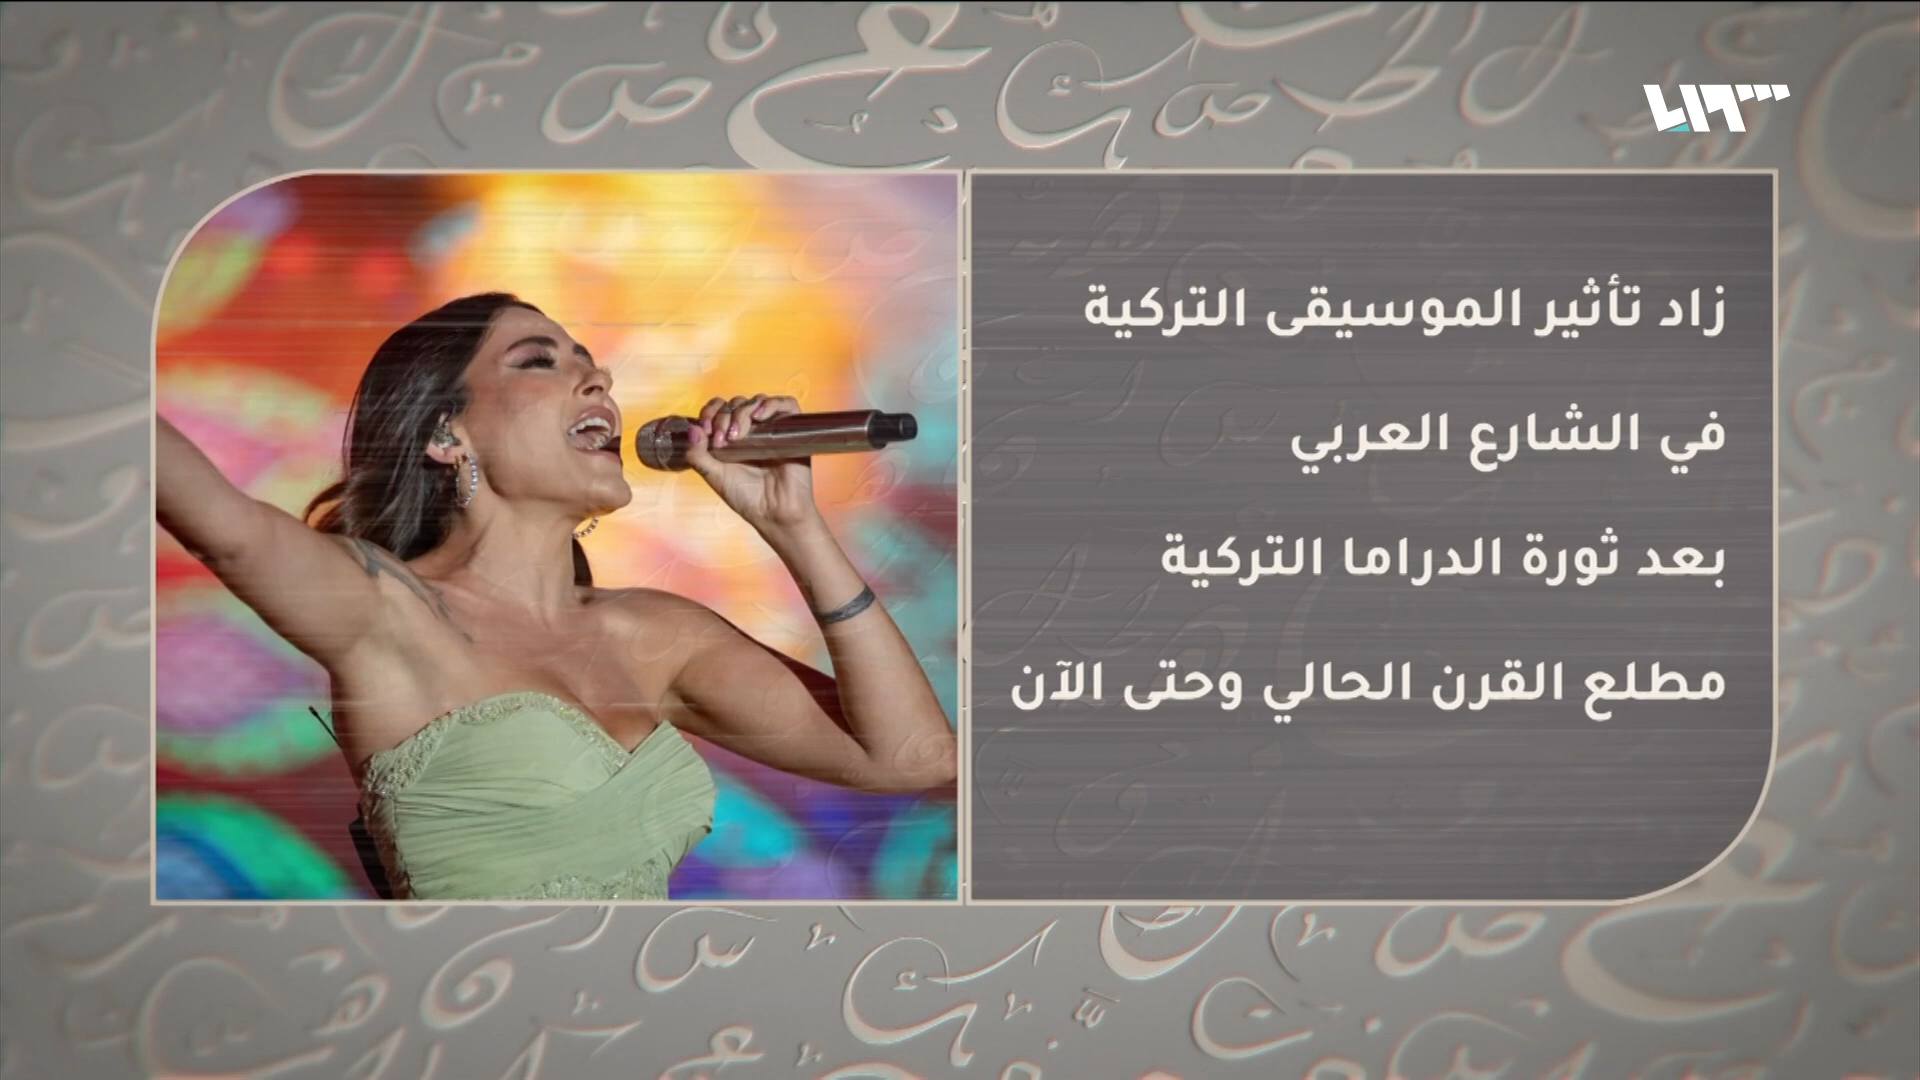 زاد تأثير الموسيقى التركية
في الشارع العربي
بعد ثورة الدراما التركية
مطلع القرن الحالي وحتى الآن